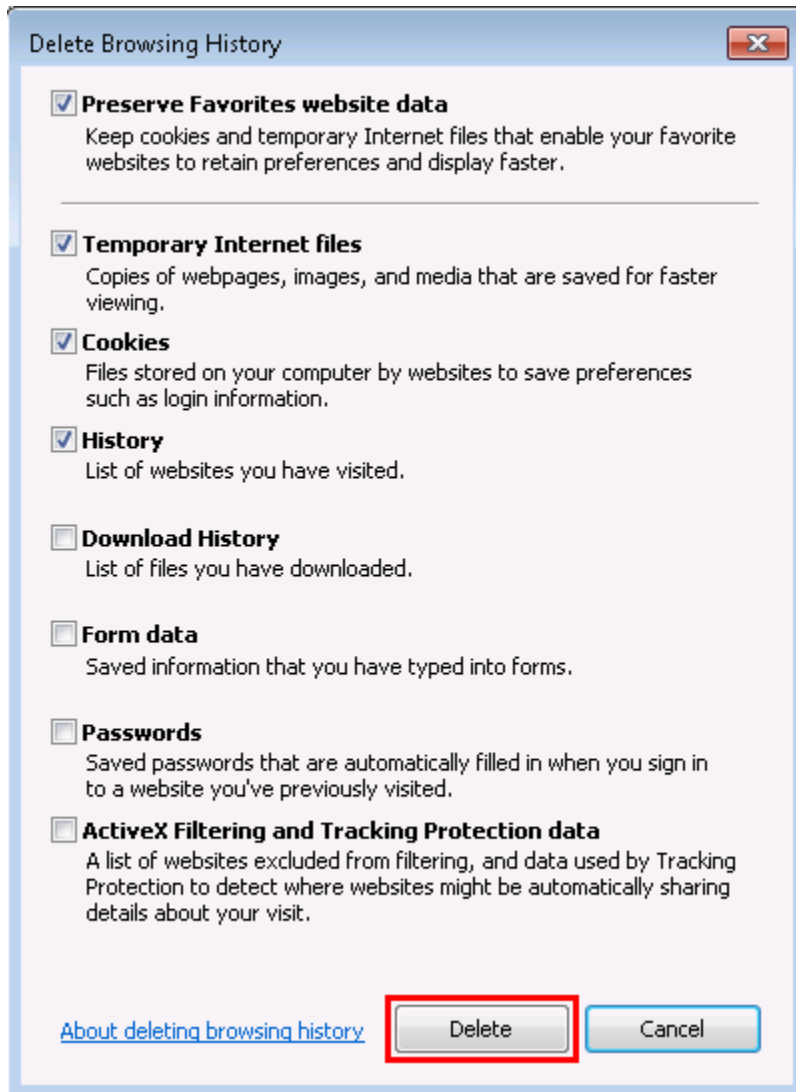 Delete Browsing History
Preserve Favorites website data
Keep cookies and temporary Internet files that enable your favorite
websites to retain preferences and display faster.
Temporary Internet files
Copies of webpages, images, and media that are saved for faster
viewing.
Cookies
Files stored on your computer by websites to save preferences
such as login information.
History
List of websites you have visited.
Download History
List of files you have downloaded.
Form data
Saved information that you have typed into forms.
Passwords
Saved passwords that are automatically filled in when you sign in
to a website you've previously visited.
ActiveX Filtering and Tracking Protection data
A list of websites excluded from filtering, and data used by Tracking
Protection to detect where websites might be automatically sharing
details about your visit.
About deleting browsing history Delete Cancel